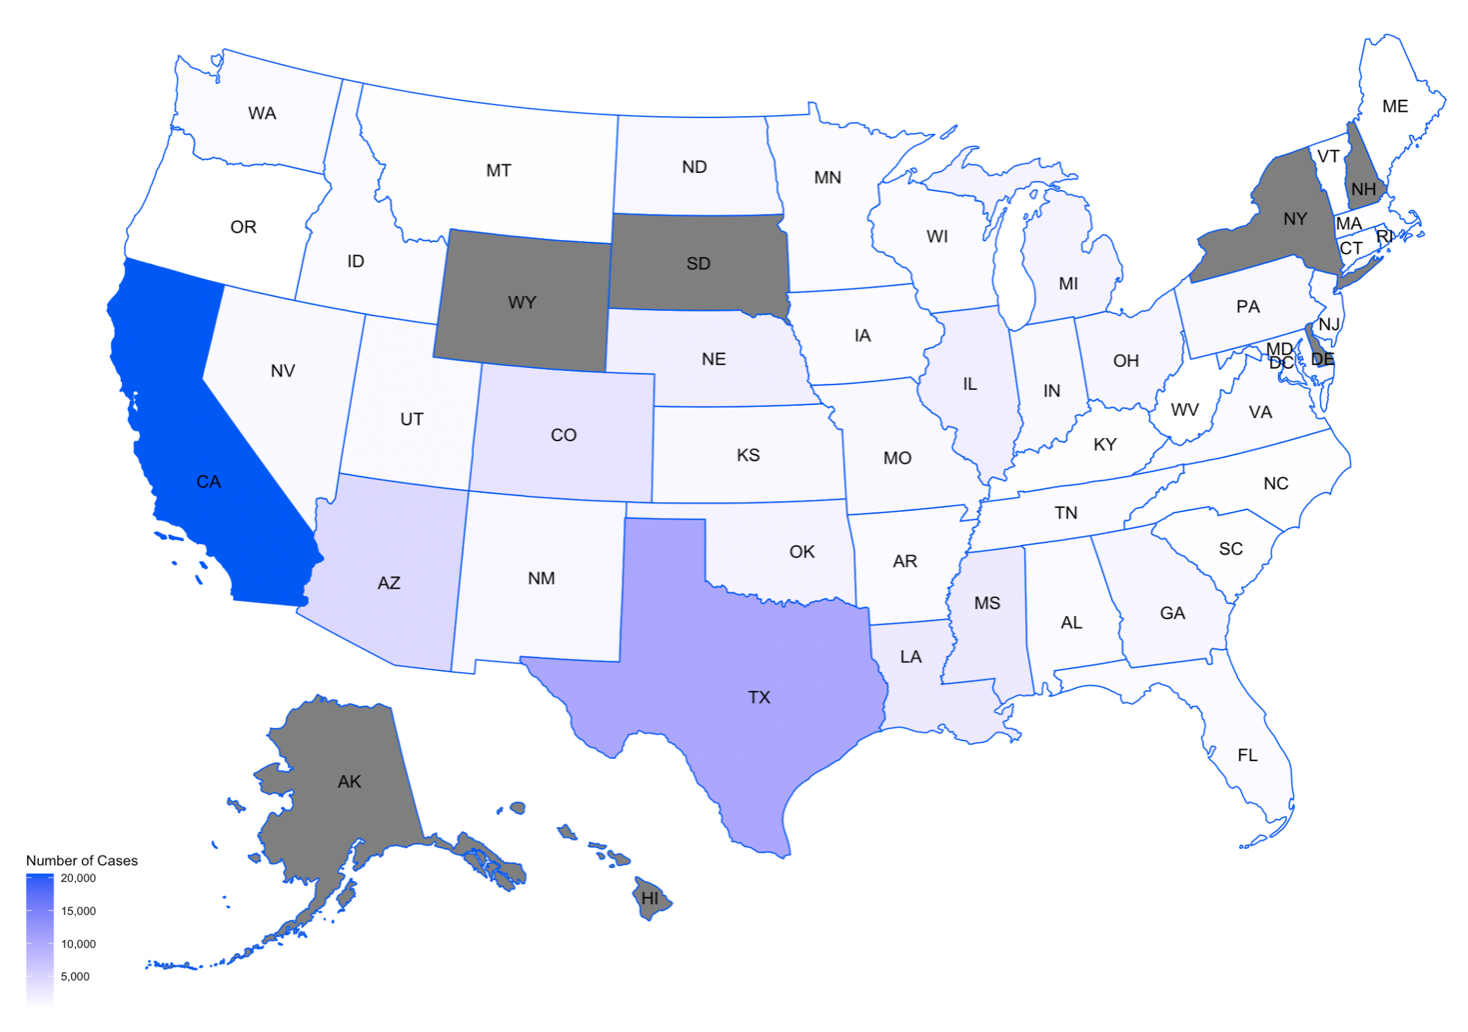 WA
MT
ND
MN
ME
VT
NH
OR
ID
WY
SD
WI
MI
NY
MA
RI
CT
NV
UT
CO
NE
IA
IL
IN
OH
PA
NJ
MD
DC
DE
CA
KS
MO
KY
WV
VA
AZ
NM
OK
AR
TN
NC
SC
TX
LA
MS
AL
GA
FL
AK
HI
Number of Cases
20,000
15,000
10,000
5,000